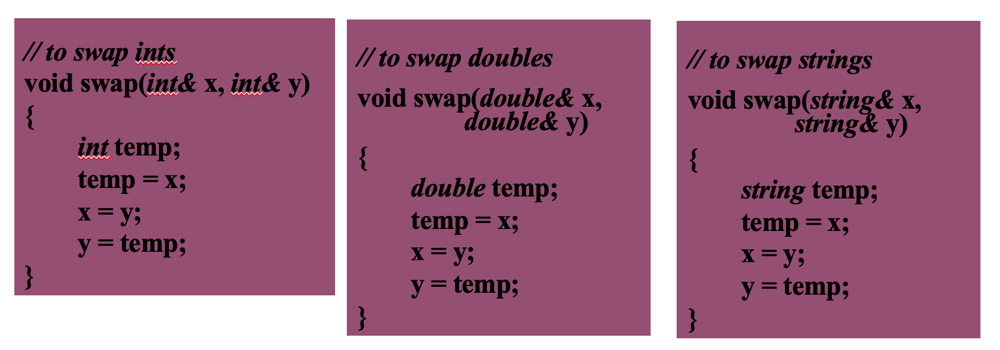 // to swap ints
void swap(int& x, int& y)
{
int temp;
temp = x;
x = y;
y = temp;
}
// to swap doubles
void swap(double& x,
double& y)
{
double temp;
temp = x;
x = y;
y = temp;
}
// to swap strings
void swap(string& x,
string& y)
{
string temp;
temp = x;
x = y;
y = temp;
}